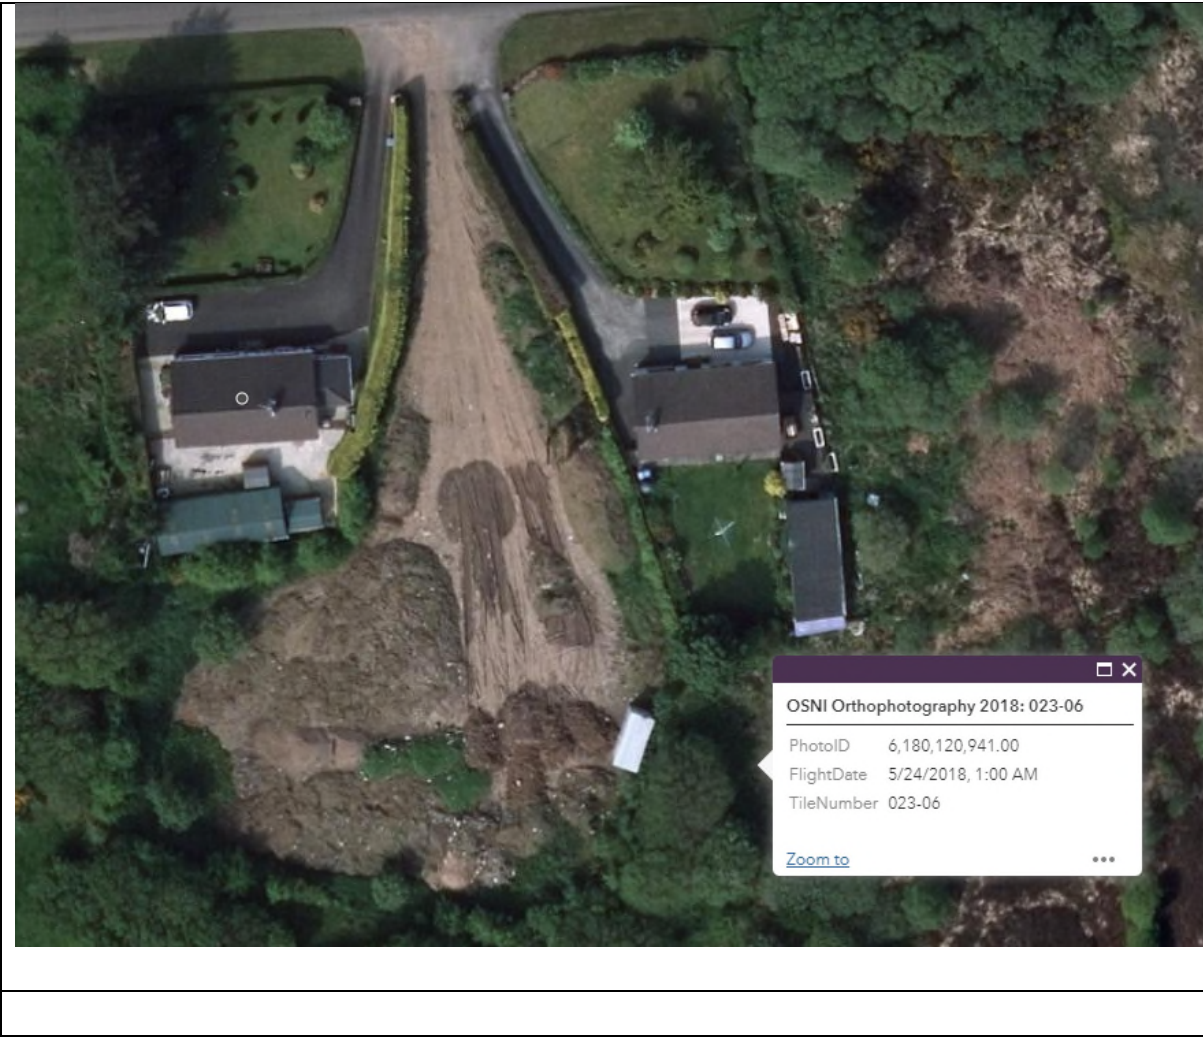 OSNI Orthophotography 2018: 023-06
PhotoID 6,180,120,941.00
FlightDate 5/24/2018, 1:00 AM
TileNumber 023-06
Zoom to